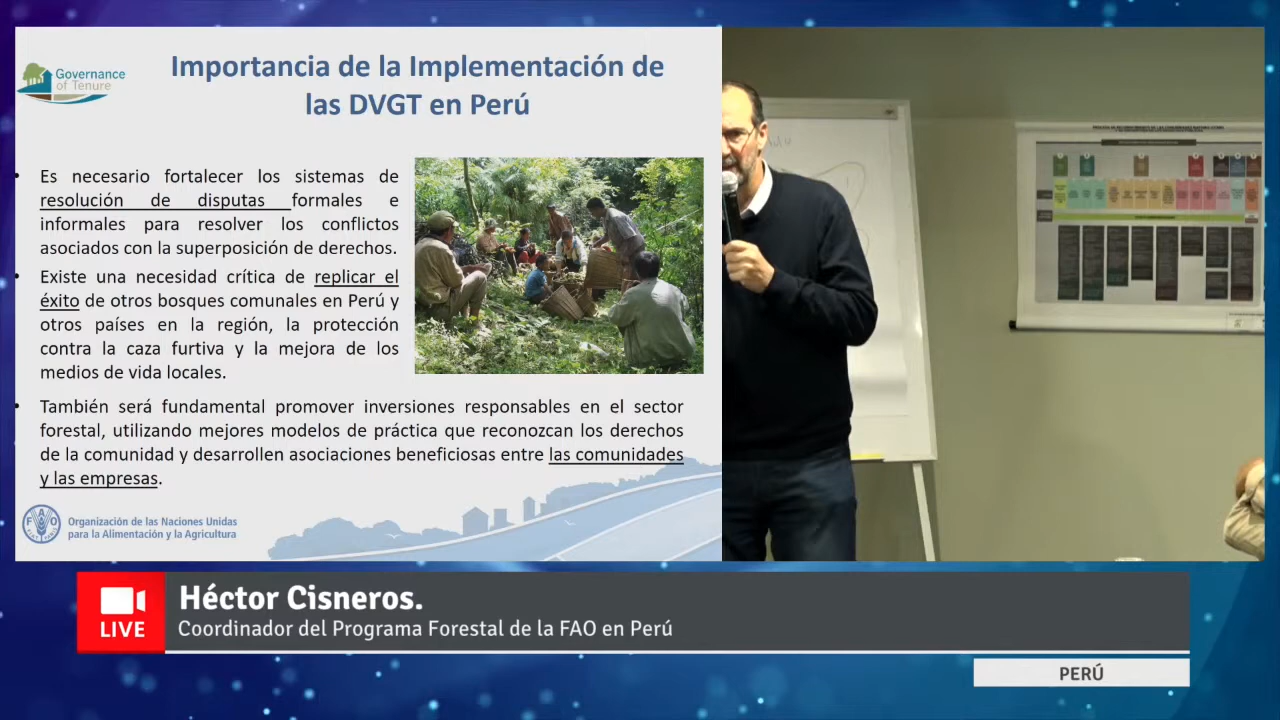 Governance
of Tenure
Importancia de la Implementación de
las DVGT en Perú
• Es necesario fortalecer los sistemas de
resolución de disputas formales e
informales para resolver los conflictos
asociados con la superposición de derechos.
• Existe una necesidad crítica de replicar el
éxito de otros bosques comunales en Perú y
otros países en la región, la protección
contra la caza furtiva y la mejora de los
medios de vida locales.
• También será fundamental promover inversiones responsables en el sector
forestal, utilizando mejores modelos de práctica que reconozcan los derechos
de la comunidad y desarrollen asociaciones beneficiosas entre las comunidades
y las empresas.
Organización de las Naciones Unidas
para la Alimentación y la Agricultura
LIVE
Héctor Cisneros.
Coordinador del Programa Forestal de la FAO en Perú
PERÚ